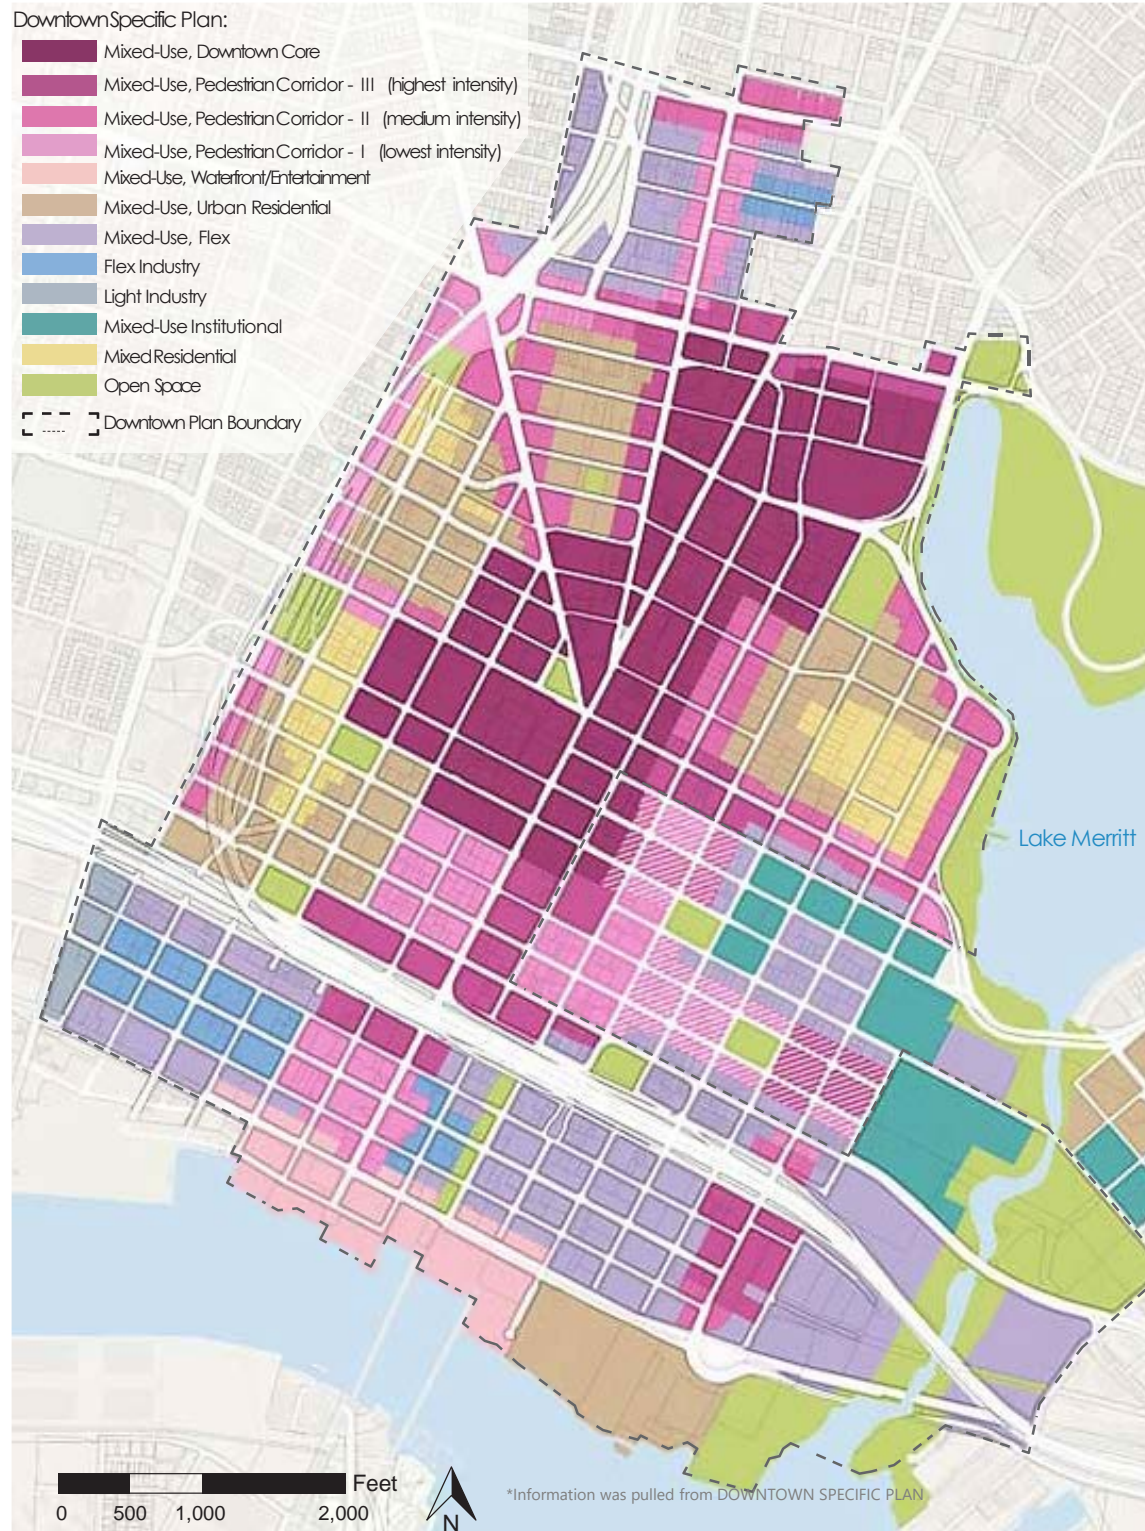 Downtown Specific Plan:
Mixed-Use, Downtown Core
Mixed-Use, Pedestrian Corridor - III (highest intensity)
Mixed-Use, Pedestrian Corridor - II (medium intensity)
Mixed-Use, Pedestrian Corridor - I (lowest intensity)
Mixed-Use, Waterfront/Entertainment
Mixed-Use, Urban Residential
Mixed-Use, Flex
Flex Industry
Light Industry
Mixed-Use Institutional
Mixed Residential
Open Space
Downtown Plan Boundary
Lake Merritt
Feet
0 500 1,000 2,000
N
*Information was pulled from DOWNTOWN SPECIFIC PLAN